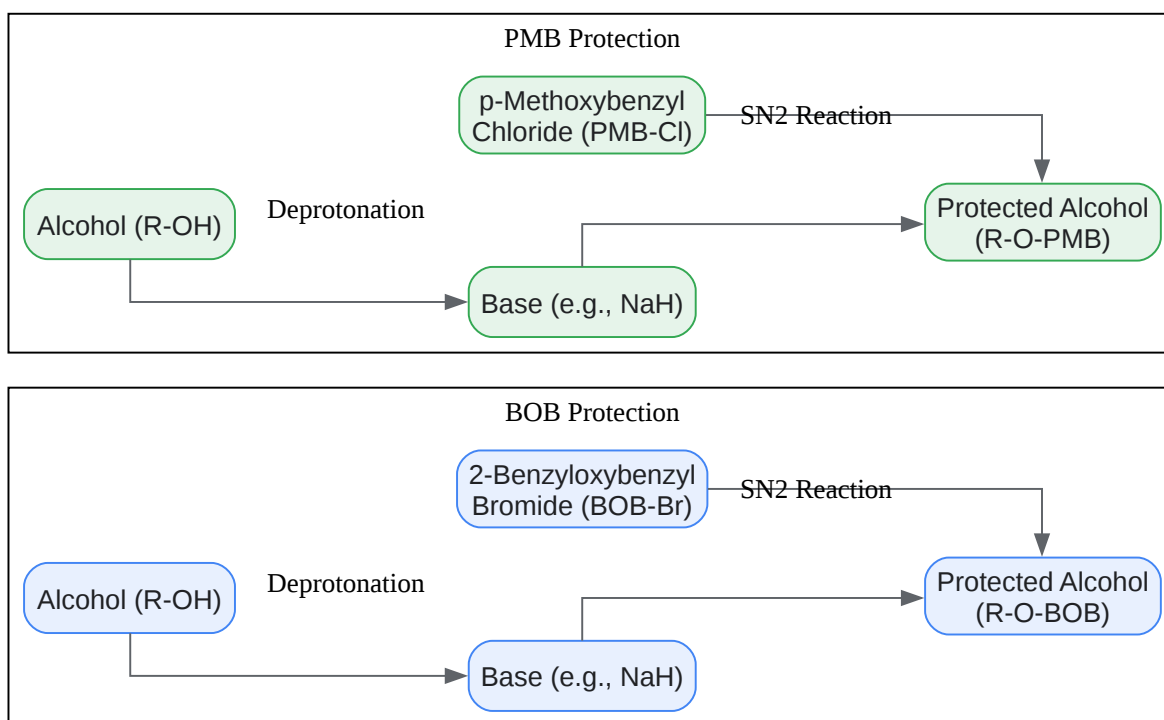 PMB Protection
p-Methoxybenzyl
Chloride (PMB-Cl)
SN2 Reaction
Alcohol (R-OH)
Deprotonation
Protected Alcohol
(R-O-PMB)
Base (e.g., NaH)
BOB Protection
2-Benzyloxybenzyl
Bromide (BOB-Br)
SN2 Reaction
Alcohol (R-OH)
Deprotonation
Protected Alcohol
(R-O-BOB)
Base (e.g., NaH)